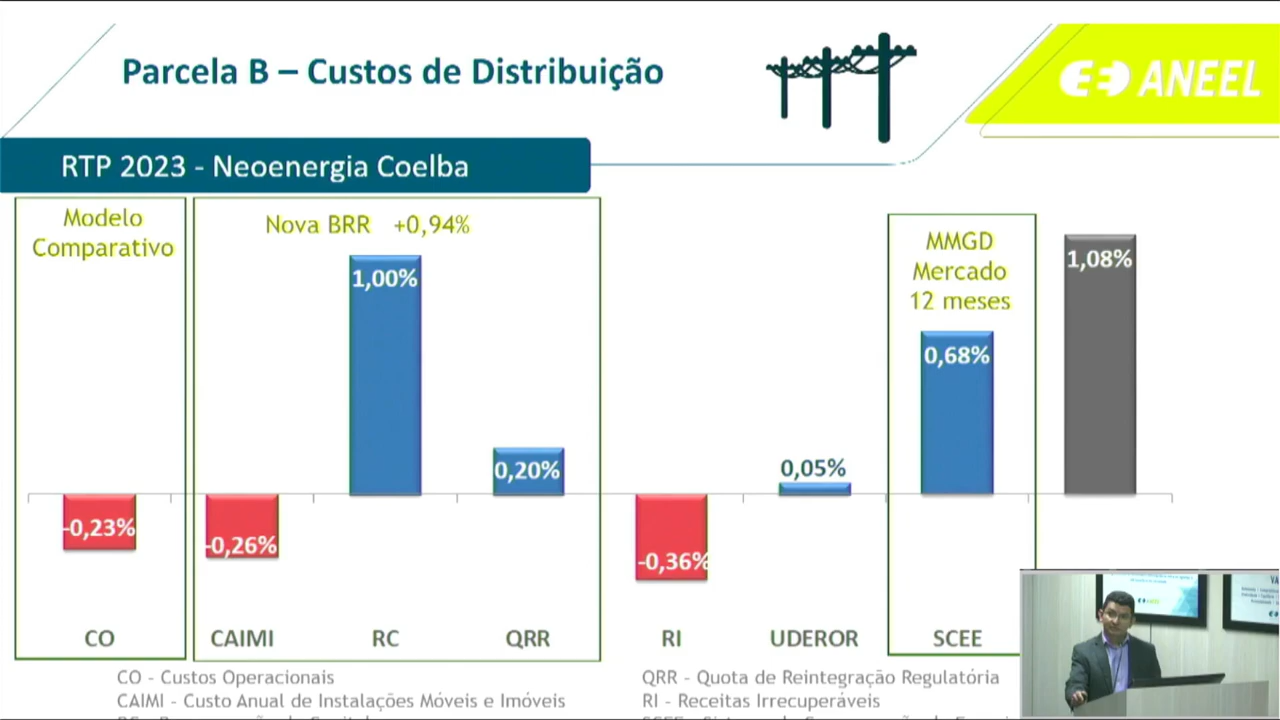 Parcela B – Custos de Distribuição
ANEEL
RTP 2023 - Neoenergia Coelba
Modelo
Comparativo
Nova BRR +0,94%
MMGD
Mercado
12 meses
1,08%
1,00%
0,68%
0,20%
0,05%
-0,23%
-0,26%
-0,36%
CO
CAIMI
RC
QRR
RI
UDEROR
SCEE
CO - Custos Operacionais
CAIMI - Custo Anual de Instalações Móveis e Imóveis
QRR - Quota de Reintegração Regulatória
RI - Receitas Irrecuperáveis